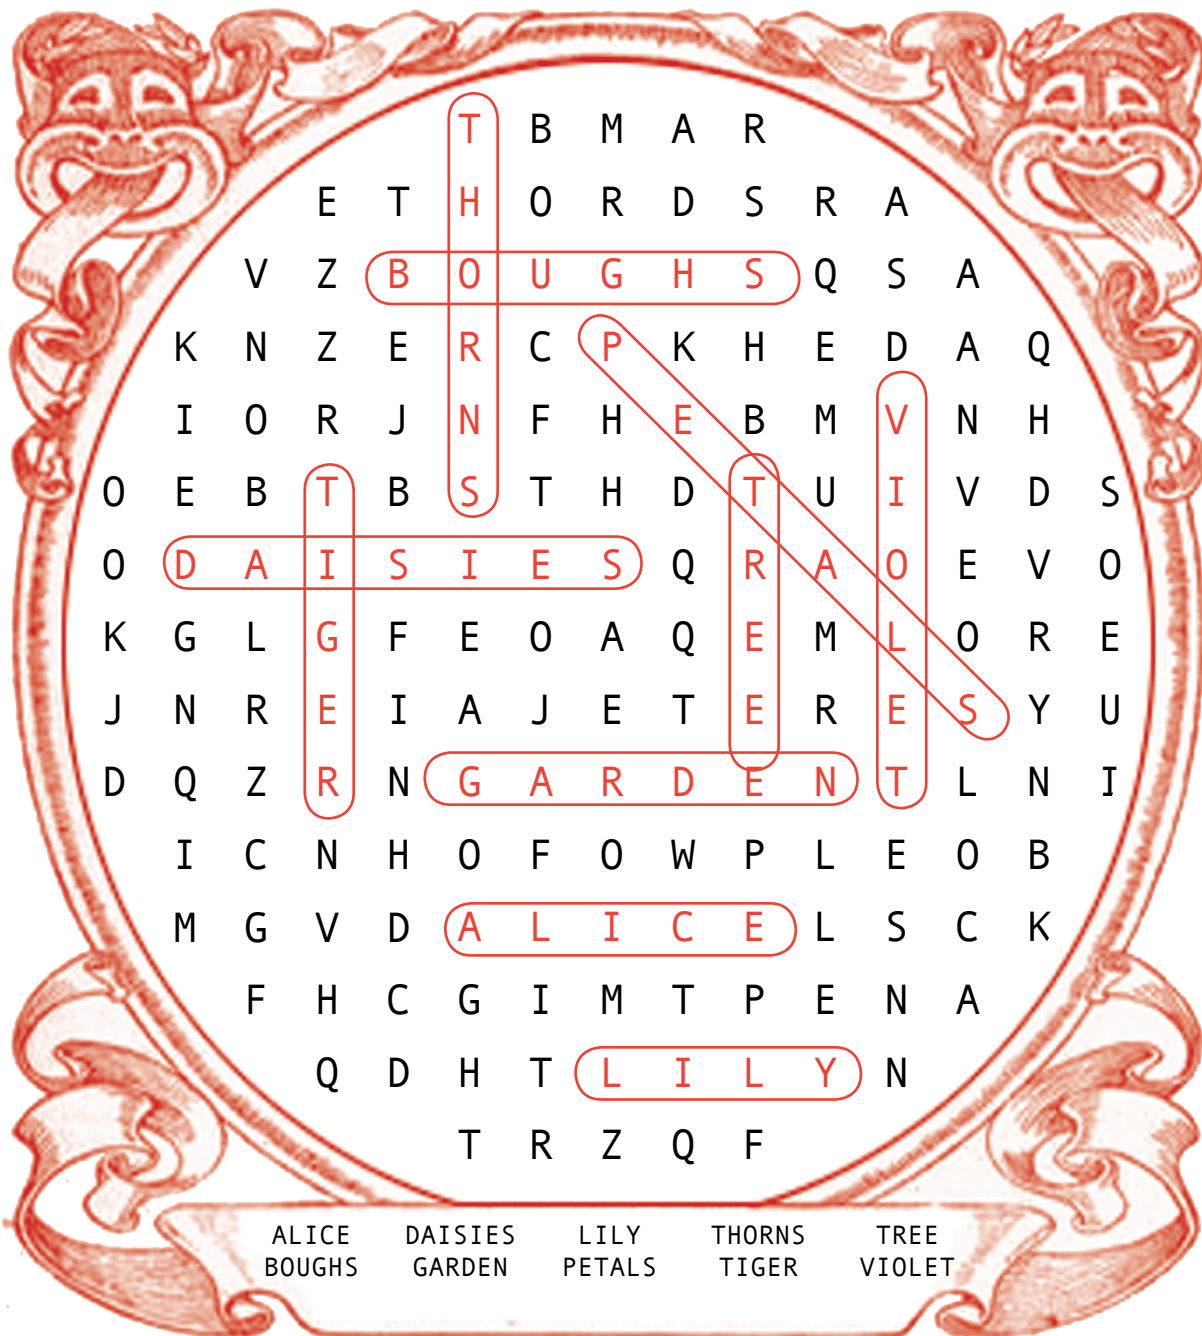 T B M A R
E T H O R D S R A
V Z B O U G H S Q S A
K N Z E R C P K H E D A Q
I O R J N F H E B M V N H
O E B T B S T H D T U I V D S
O D A I S I E S Q R A O E V O
K G L G F E O A Q E M L O R E
J N R E I A J E T E R E S Y U
D Q Z R N G A R D E N T L N I
I C N H O F O W P L E O B
M G V D A L I C E L S C K
F H C G I M T P E N A
Q D H T L I L Y N
T R Z Q F
ALICE DAISIES LILY THORNS TREE
BOUGHS GARDEN PETALS TIGER VIOLET